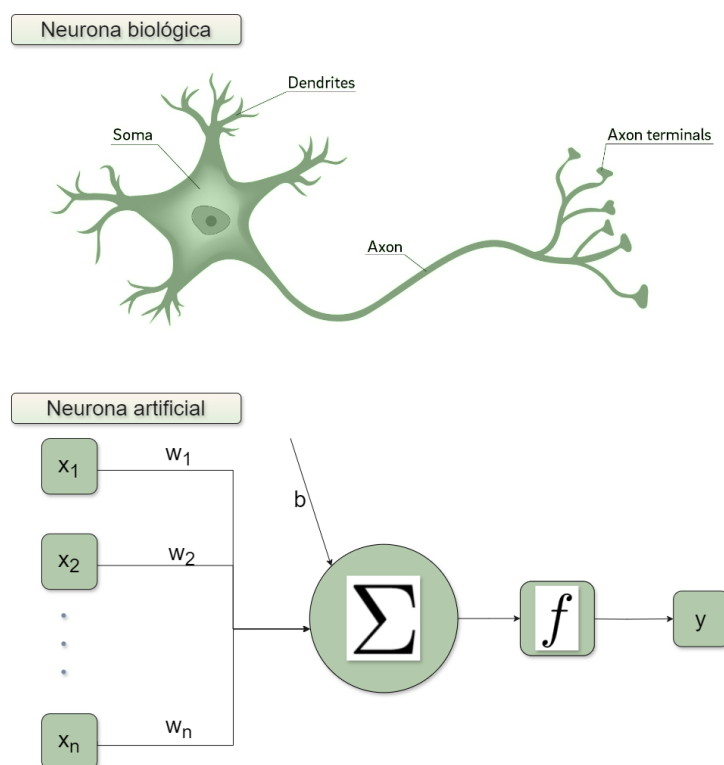 Neurona biológica
Dendrites
Soma
Axon terminals
Axon
Neurona artificial
x₁
w₁
b
x₂
w₂
Σ
f
y
xₙ
wₙ